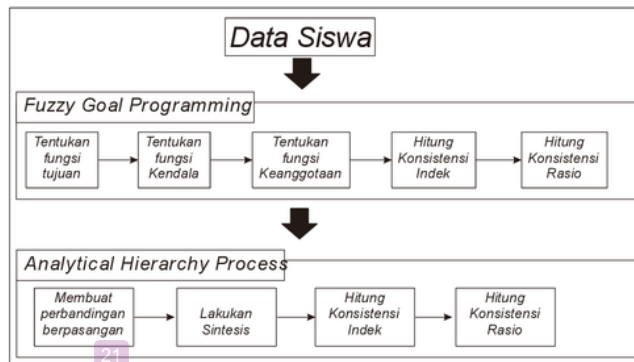 Data Siswa
Fuzzy Goal Programming
Tentukan
fungsi
tujuan
Tentukan
fungsi
Kendala
Tentukan
fungsi
Keanggotaan
Hitung
Konsistensi
Indek
Hitung
Konsistensi
Rasio
Analytical Hierarchy Process
Membuat
perbandingan
berpasangan
Lakukan
Sintesis
Hitung
Konsistensi
Indek
Hitung
Konsistensi
Rasio
21